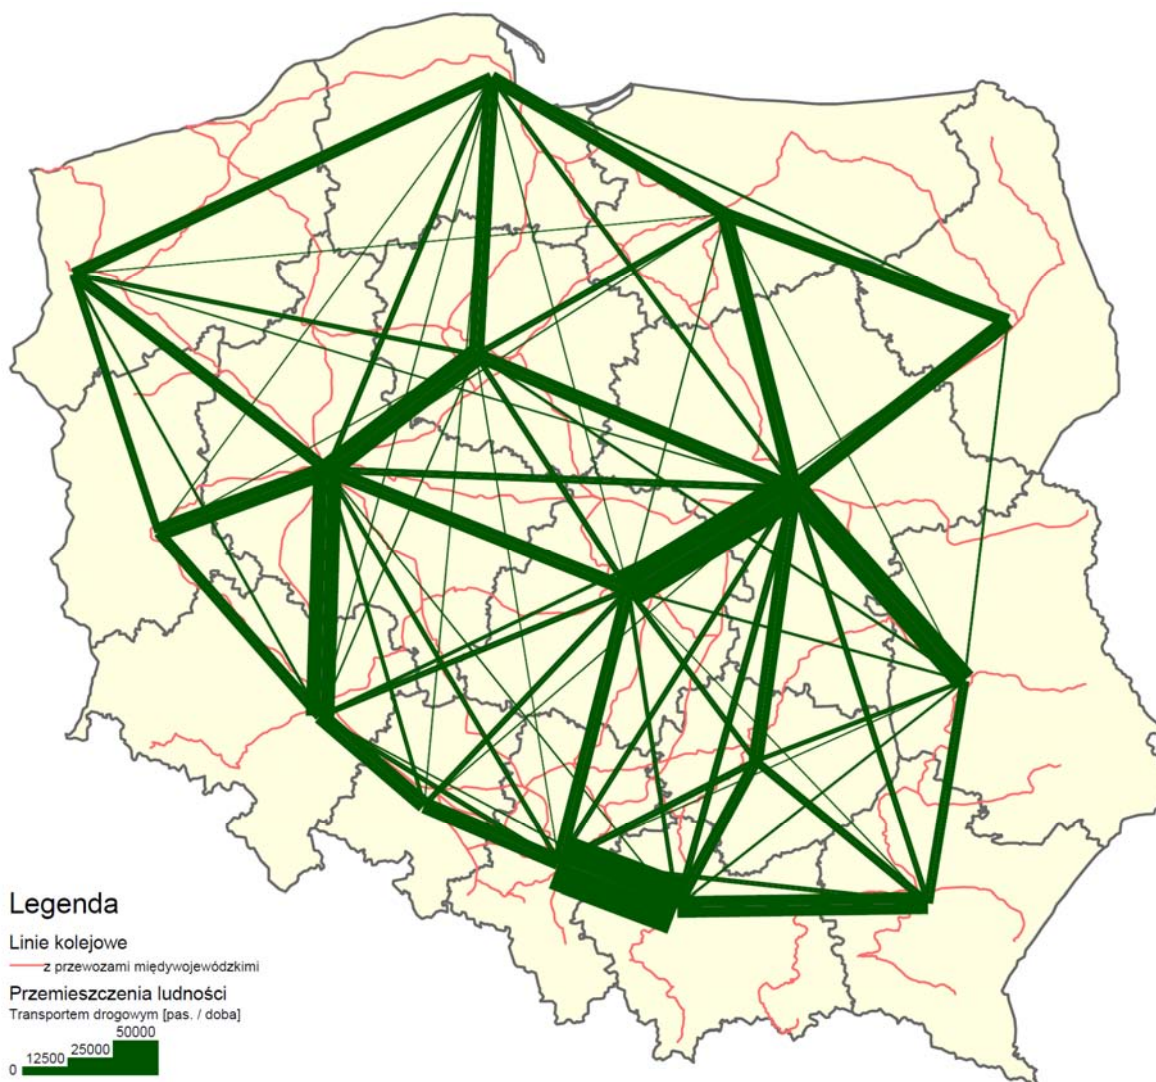 Legenda
Linie kolejowe
z przewozami międzywojewódzkimi
Przemieszczenia ludności
Transportem drogowym [pas. / doba]
50000
25000
12500
0